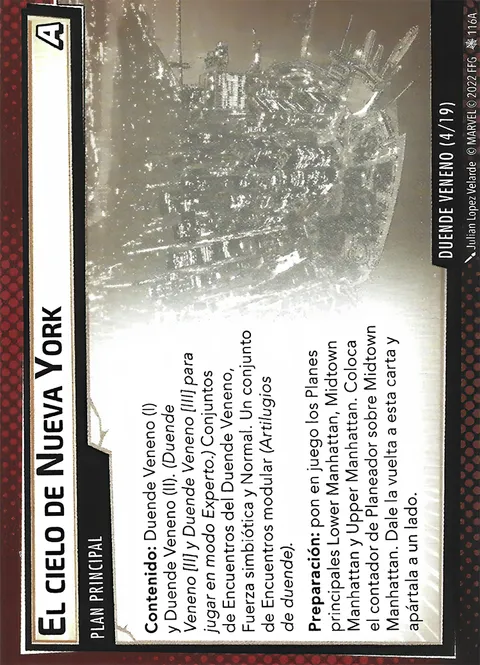 EL CIELO DE NUEVA YORK
A
PLAN PRINCIPAL
Contenido: Duende Veneno (I)
y Duende Veneno (II). (Duende
Veneno [II] y Duende Veneno [III] para
jugar en modo Experto.) Conjuntos
de Encuentros del Duende Veneno,
Fuerza simbiótica y Normal. Un conjunto
de Encuentros modular (Artilugios
de duende).
Preparación: pon en juego los Planes
principales Lower Manhattan, Midtown
Manhattan y Upper Manhattan. Coloca
el contador de Planeador sobre Midtown
Manhattan. Dale la vuelta a esta carta y
apártala a un lado.
DUENDE VENENO (4/19)
Julian Lopez Velarde © MARVEL © 2022 FFG 116A